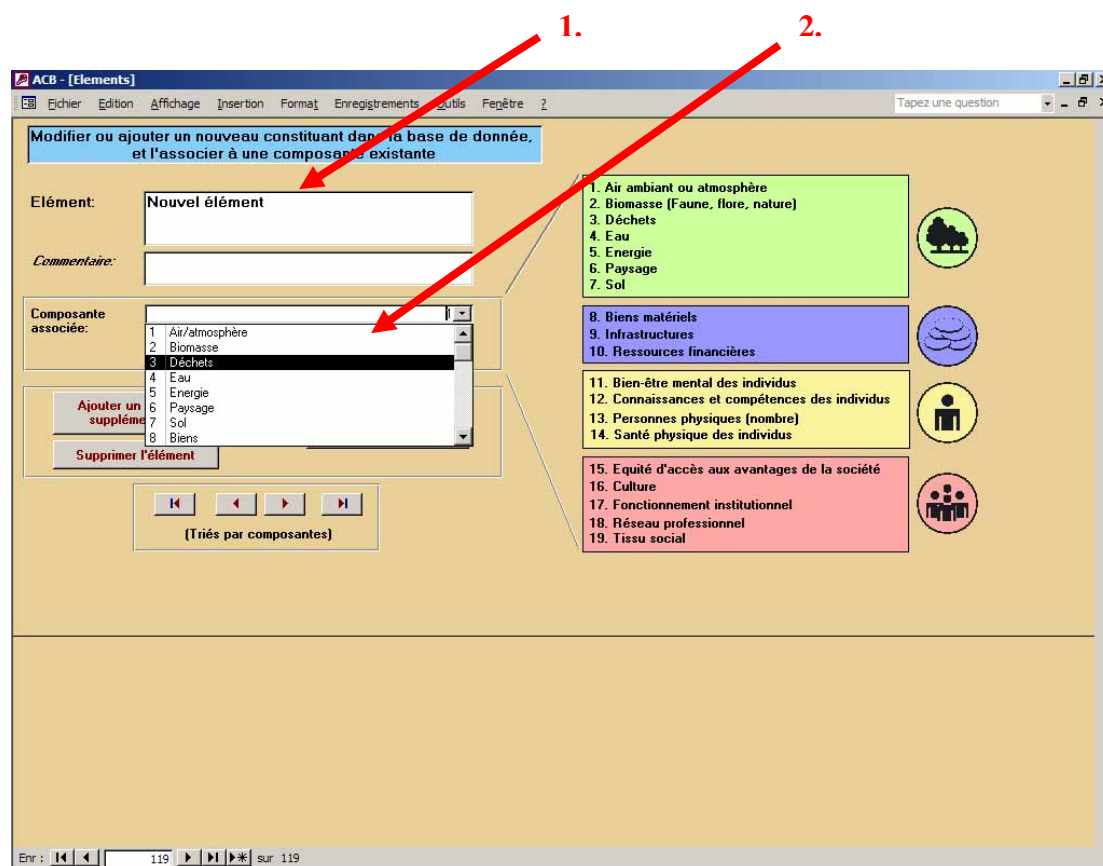 1. 2.
ACB - [Elements]
Fichier Edition Affichage Insertion Format Enregistrements Outils Fenêtre ? Tapez une question
Modifier ou ajouter un nouveau constituant dans la base de donnée,
et l'associer à une composante existante
Elément: Nouvel élément
Commentaire:
Composante
associée:
1 Air/atmosphère
2 Biomasse
3 Déchets
4 Eau
5 Energie
6 Paysage
7 Sol
8 Biens
Ajouter un
suppléme
Supprimer l'élément
(Triés par composantes)
1. Air ambiant ou atmosphère
2. Biomasse (Faune, flore, nature)
3. Déchets
4. Eau
5. Energie
6. Paysage
7. Sol
8. Biens matériels
9. Infrastructures
10. Ressources financières
11. Bien-être mental des individus
12. Connaissances et compétences des individus
13. Personnes physiques (nombre)
14. Santé physique des individus
15. Equité d'accès aux avantages de la société
16. Culture
17. Fonctionnement institutionnel
18. Réseau professionnel
19. Tissu social
Enr : 119 sur 119